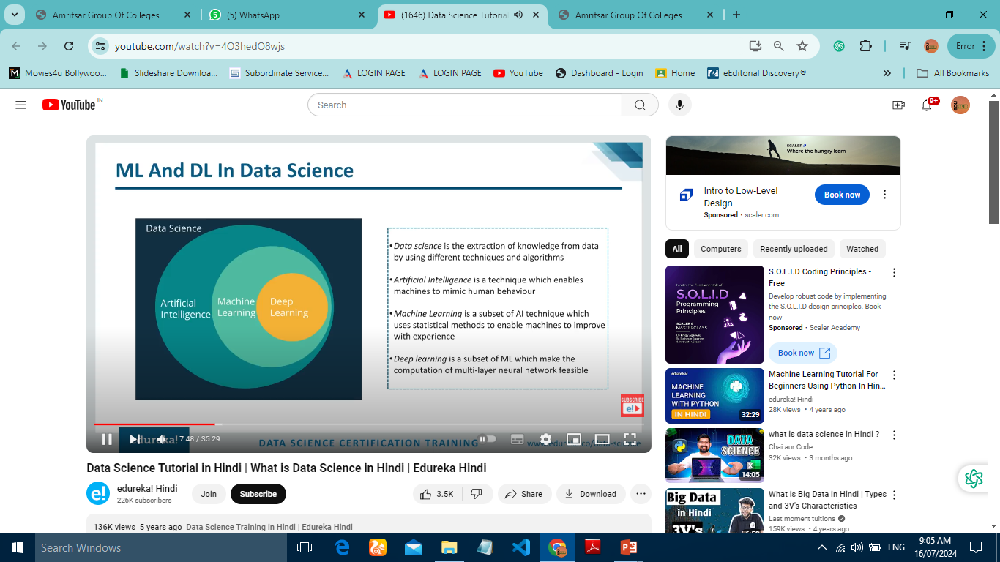 Amritsar Group Of Colleges
(5) WhatsApp
(1646) Data Science Tutorial
Amritsar Group Of Colleges
youtube.com/watch?v=4O3hedO8wjs
Error
Movies4u Bollywoo...
Slideshare Downloa...
Subordinate Service...
LOGIN PAGE
LOGIN PAGE
YouTube
Dashboard - Login
Home
eEditorial Discovery®
»
All Bookmarks
YouTube IN
Search
9+
ML And DL In Data Science
Data Science
Artificial
Intelligence
Machine
Learning
Deep
Learning
•Data science is the extraction of knowledge from data
by using different techniques and algorithms
•Artificial Intelligence is a technique which enables
machines to mimic human behaviour
•Machine Learning is a subset of AI technique which
uses statistical methods to enable machines to improve
with experience
•Deep learning is a subset of ML which make the
computation of multi-layer neural network feasible
SUBSCRIBE
e!
edureka!
7:48 / 35:29
DATA SCIENCE CERTIFICATION TRAINING
www.edureka.co/data-science
Data Science Tutorial in Hindi | What is Data Science in Hindi | Edureka Hindi
e!
edureka! Hindi
226K subscribers
Join
Subscribe
3.5K
Share
Download
136K views 5 years ago Data Science Training in Hindi | Edureka Hindi
SCALER
Where the hungry learn
Intro to Low-Level
Design
Sponsored · scaler.com
Book now
All
Computers
Recently uploaded
Watched
Master the Fundamentals of
S.O.L.I.D
Programming
Principles
SCALER
MASTERCLASS
S.O.L.I.D Coding Principles -
Free
Develop robust code by implementing
the S.O.L.I.D design principles. Book
now
Sponsored · Scaler Academy
Book now
edureka!
MACHINE
LEARNING
WITH PYTHON
IN HINDI
32:29
Machine Learning Tutorial For
Beginners Using Python In Hin...
edureka! Hindi
28K views • 4 years ago
DATA
SCIENCE
14:05
what is data science in Hindi ?
Chai aur Code
32K views • 3 months ago
Big Data
in Hindi
3V's
What is Big Data in Hindi | Types
and 3V's Characteristics
Last moment tuitions
159K views • 4 years ago
Search Windows
ENG
9:05 AM
16/07/2024